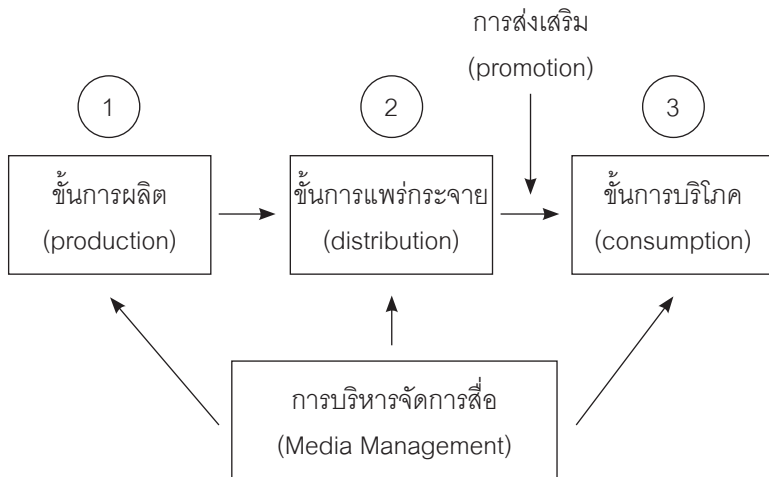 การส่งเสริม
(promotion)
1
2
3
ขั้นการผลิต
(production)
ขั้นการแพร่กระจาย
(distribution)
ขั้นการบริโภค
(consumption)
การบริหารจัดการสื่อ
(Media Management)